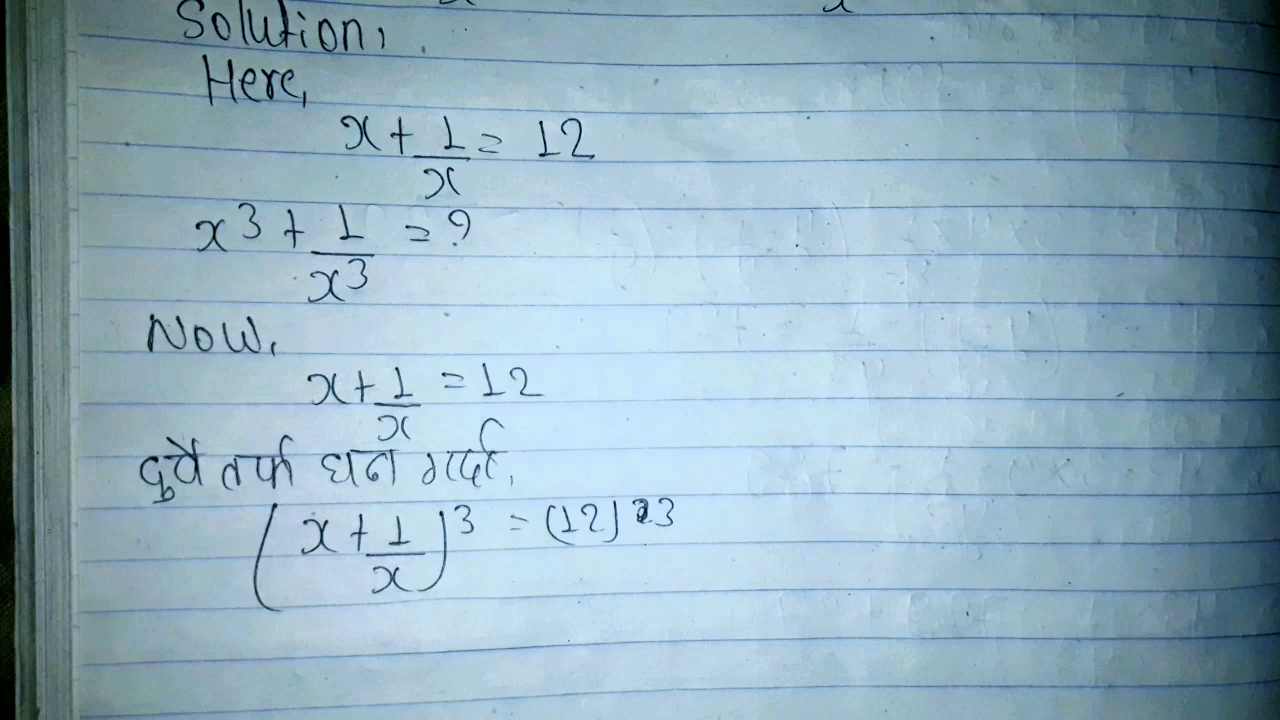 Solution,
Here,
x + 1/x = 12
x³ + 1/x³ = ?
Now,
x + 1/x = 12
दुवै तर्फ घन गर्दा,
(x + 1/x)³ = (12)³